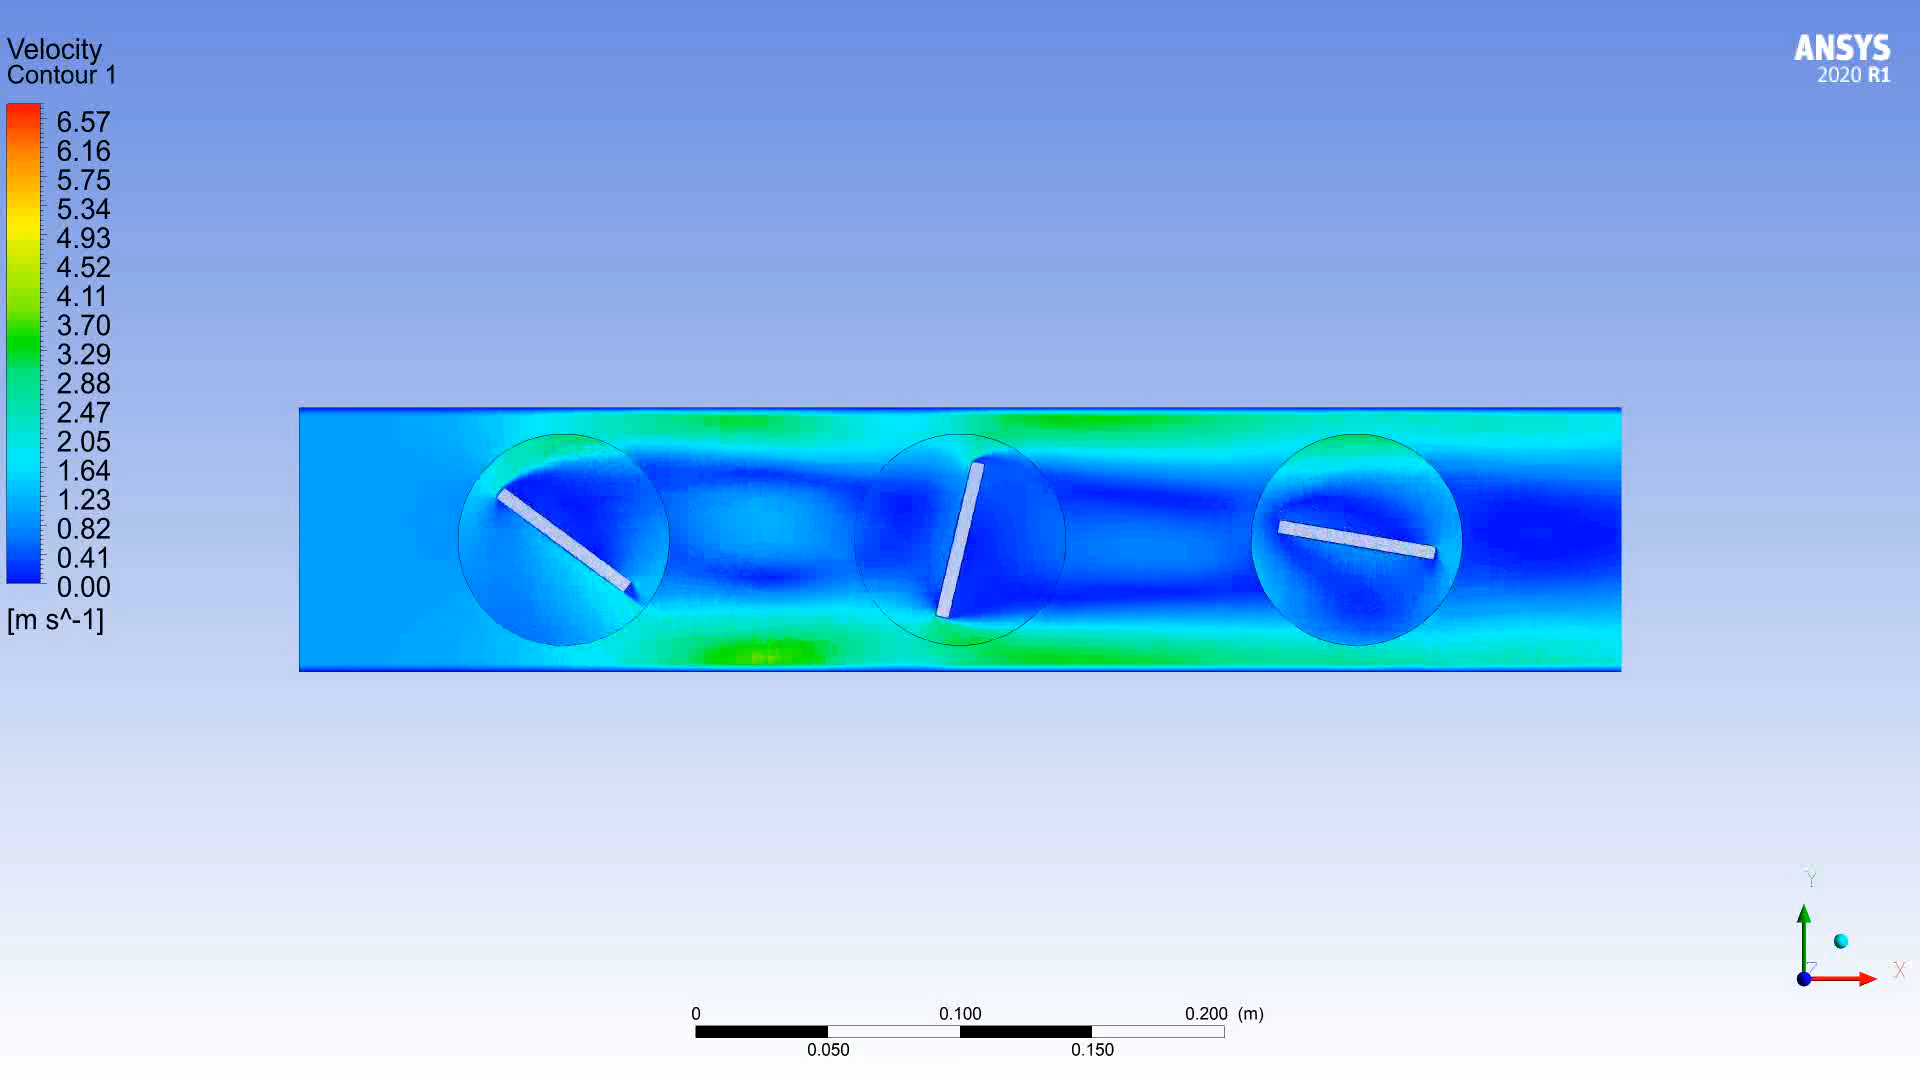 Velocity
Contour 1
6.57
6.16
5.75
5.34
4.93
4.52
4.11
3.70
3.29
2.88
2.47
2.05
1.64
1.23
0.82
0.41
0.00
[m s^-1]
ANSYS
2020 R1
Y
Z
X
0 0.100 0.200 (m)
0.050 0.150